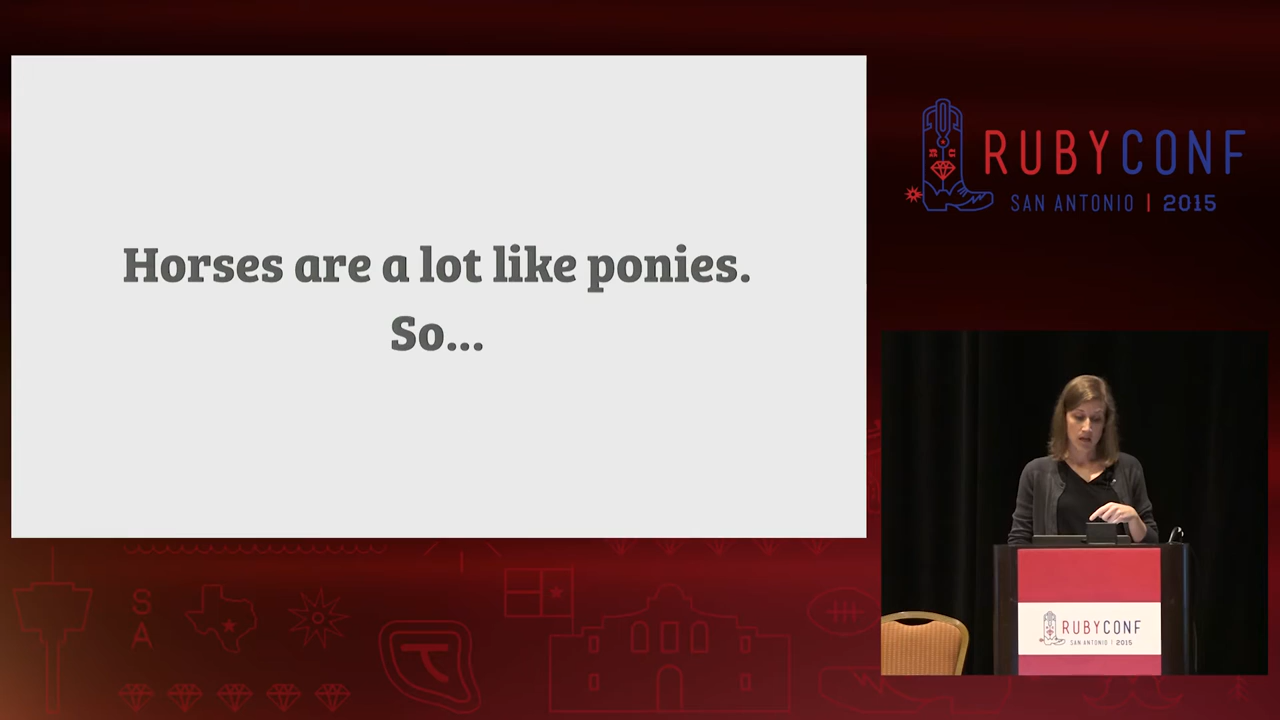 Horses are a lot like ponies.
So...
RUBYCONF
SAN ANTONIO | 2015
RUBYCONF
SAN ANTONIO | 2015
S
A